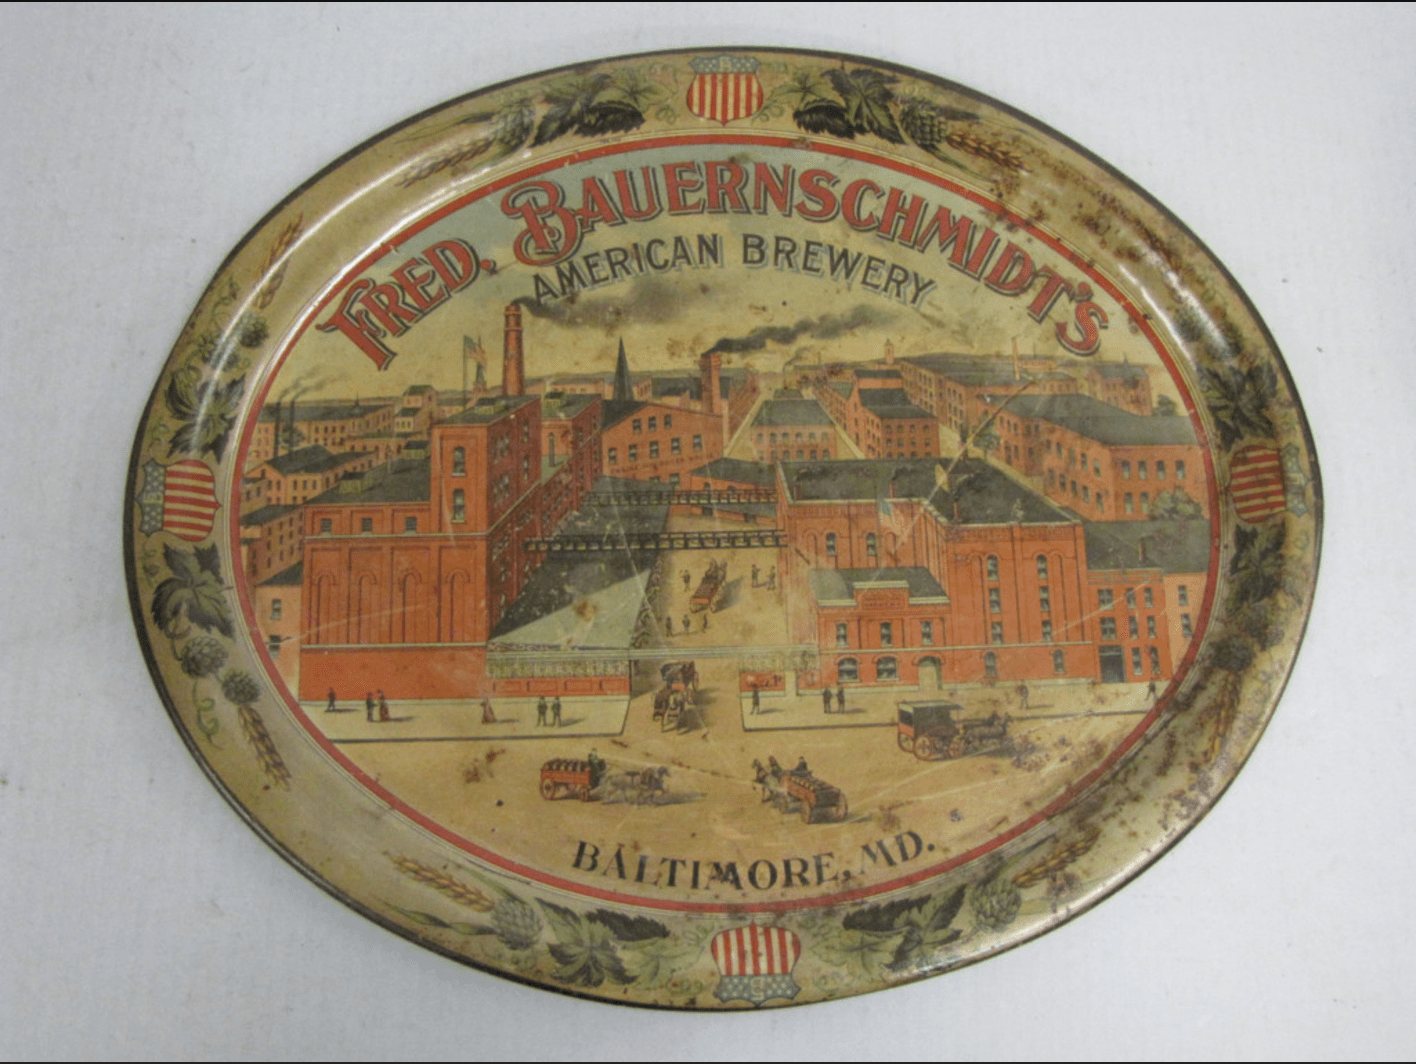 FRED. BAUERNSCHMIDT'S
AMERICAN BREWERY
BALTIMORE, MD.